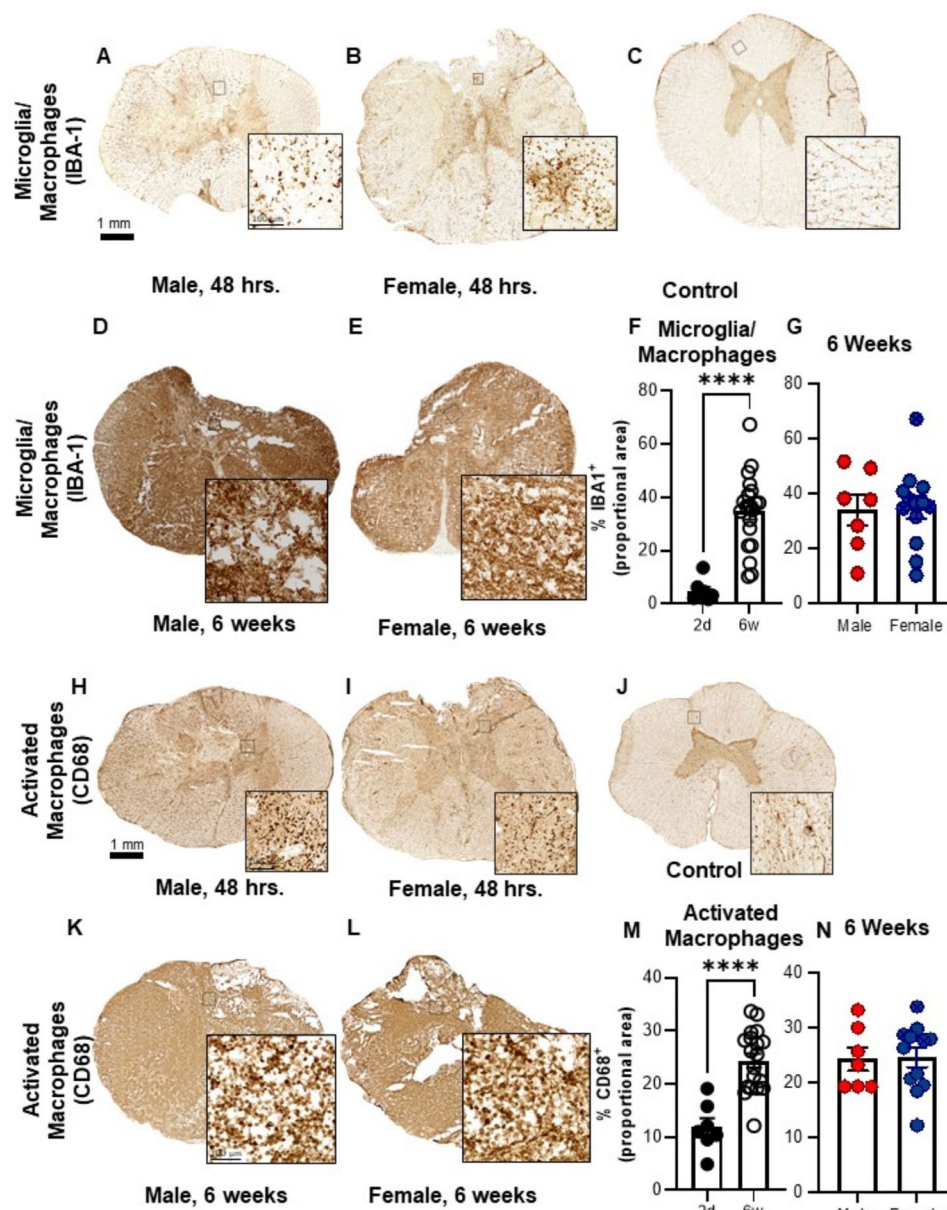 A
B
C
Microglia/
Macrophages
(IBA-1)
100 µm
1 mm
Male, 48 hrs.
Female, 48 hrs.
Control
D
E
F
Microglia/
Macrophages
G
6 Weeks
Microglia/
Macrophages
(IBA-1)
% IBA1⁺
(proportional area)
****
80
60
40
20
0
2d
6w
80
60
40
20
0
Male
Female
Male, 6 weeks
Female, 6 weeks
H
I
J
Activated
Macrophages
(CD68)
1 mm
Male, 48 hrs.
Female, 48 hrs.
Control
K
L
M
Activated
Macrophages
N
6 Weeks
Activated
Macrophages
(CD68)
% CD68⁺
(proportional area)
****
40
30
20
10
0
2d
6w
40
30
20
10
0
Male, 6 weeks
Female, 6 weeks